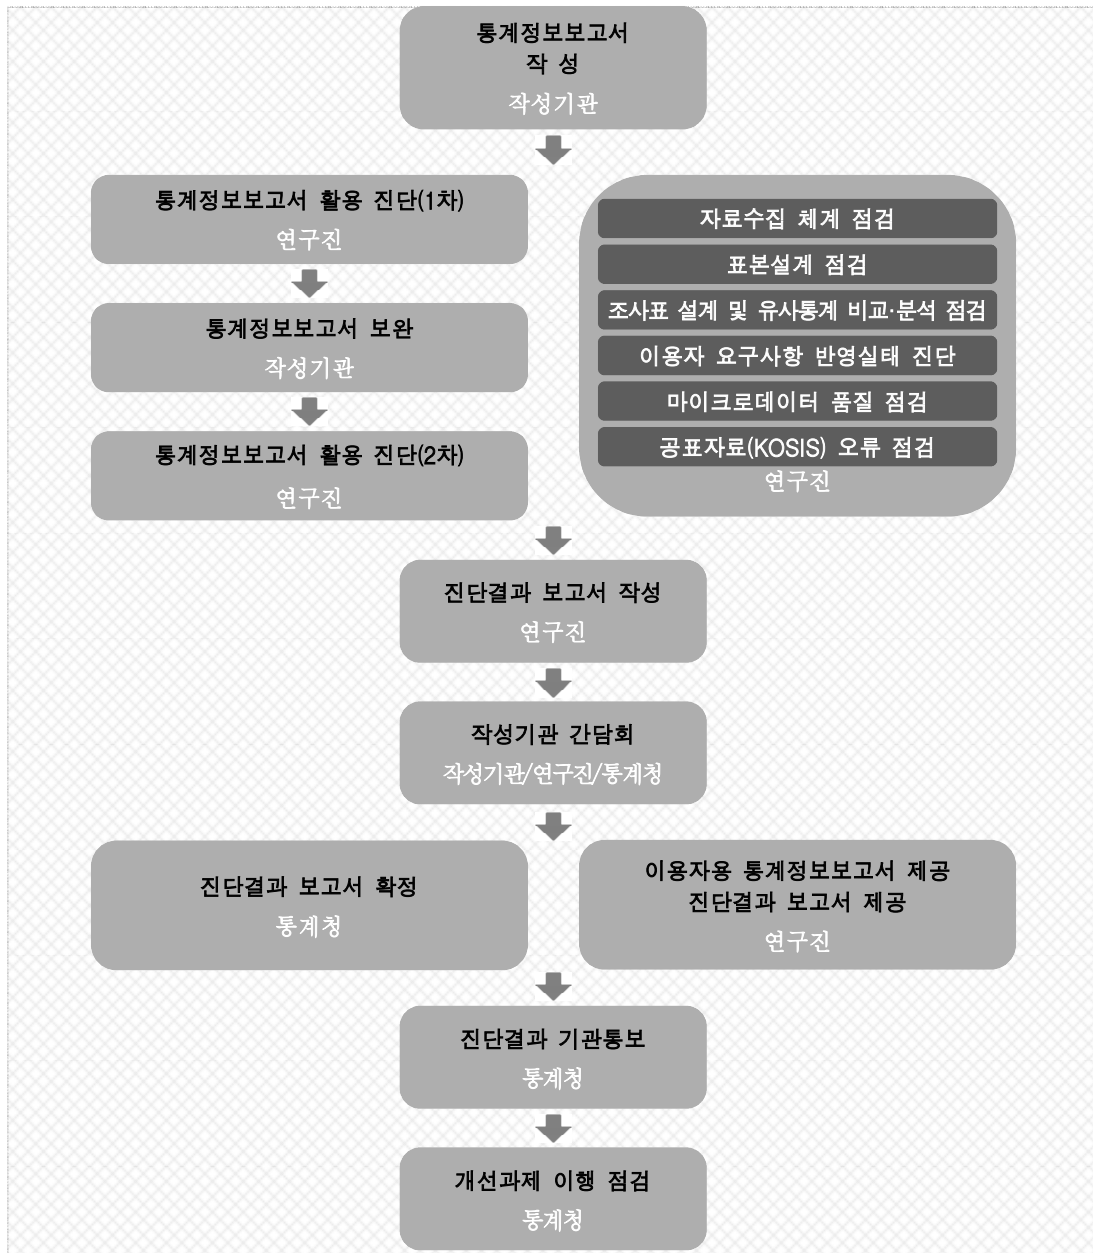 통계정보보고서
작 성
작성기관
통계정보보고서 활용 진단(1차)
연구진
통계정보보고서 보완
작성기관
통계정보보고서 활용 진단(2차)
연구진
자료수집 체계 점검
표본설계 점검
조사표 설계 및 유사통계 비교·분석 점검
이용자 요구사항 반영실태 진단
마이크로데이터 품질 점검
공표자료(KOSIS) 오류 점검
연구진
진단결과 보고서 작성
연구진
작성기관 간담회
작성기관/연구진/통계청
진단결과 보고서 확정
통계청
이용자용 통계정보보고서 제공
진단결과 보고서 제공
연구진
진단결과 기관통보
통계청
개선과제 이행 점검
통계청